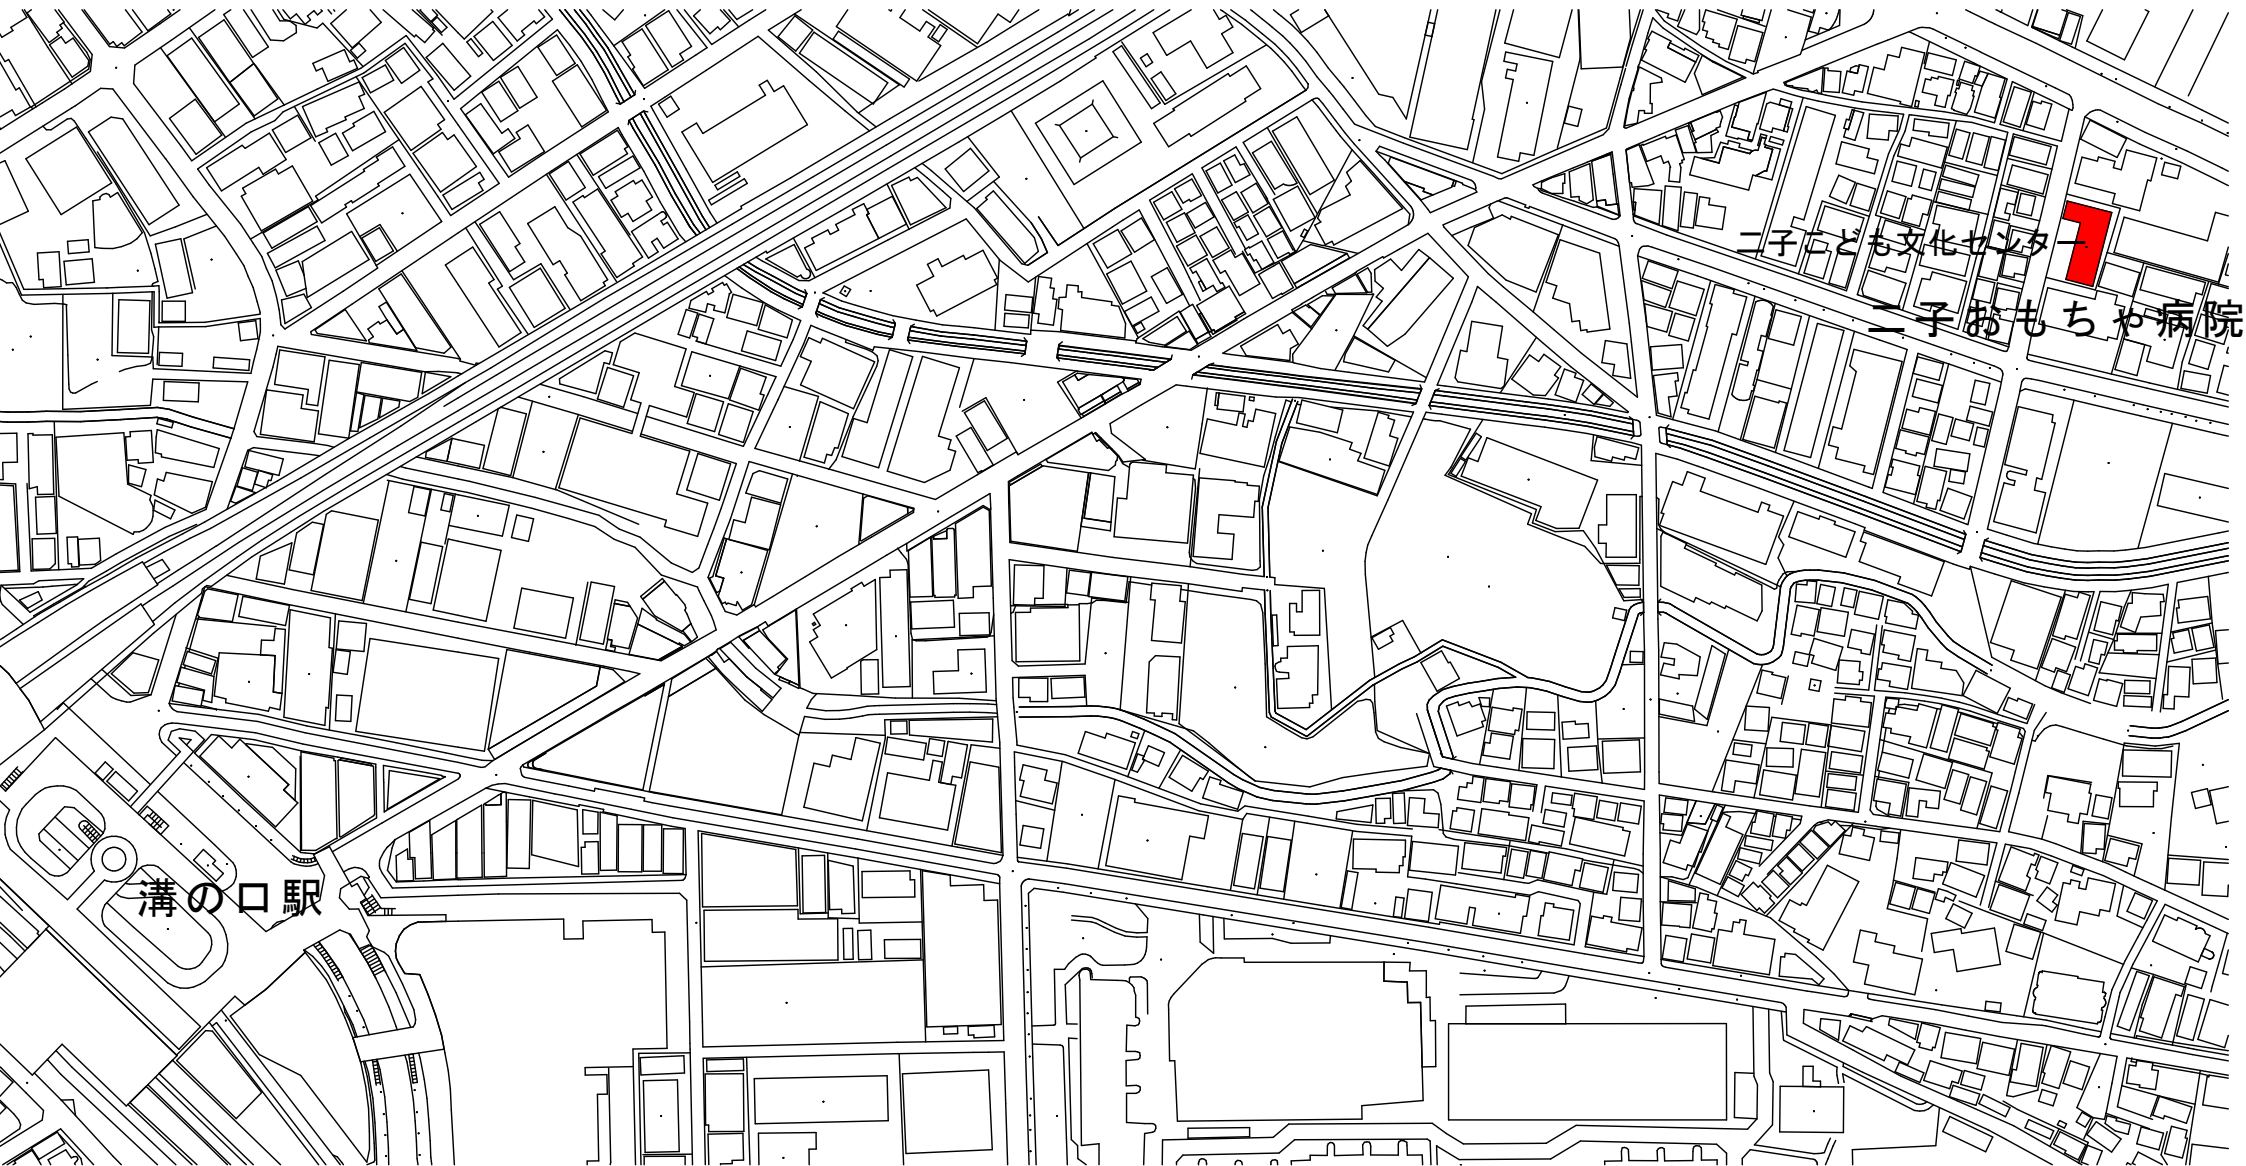 二子こども文化センター
二子おもちゃ病院
溝の口駅